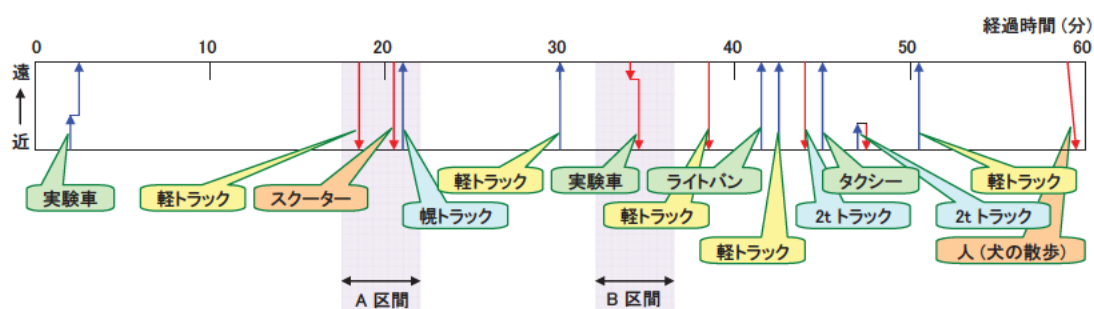 経過時間（分）
0 10 20 30 40 50 60
遠
近
実験車
軽トラック
スクーター
幌トラック
軽トラック
実験車
軽トラック
ライトバン
軽トラック
2t トラック
タクシー
2t トラック
軽トラック
人（犬の散歩）
A 区間
B 区間